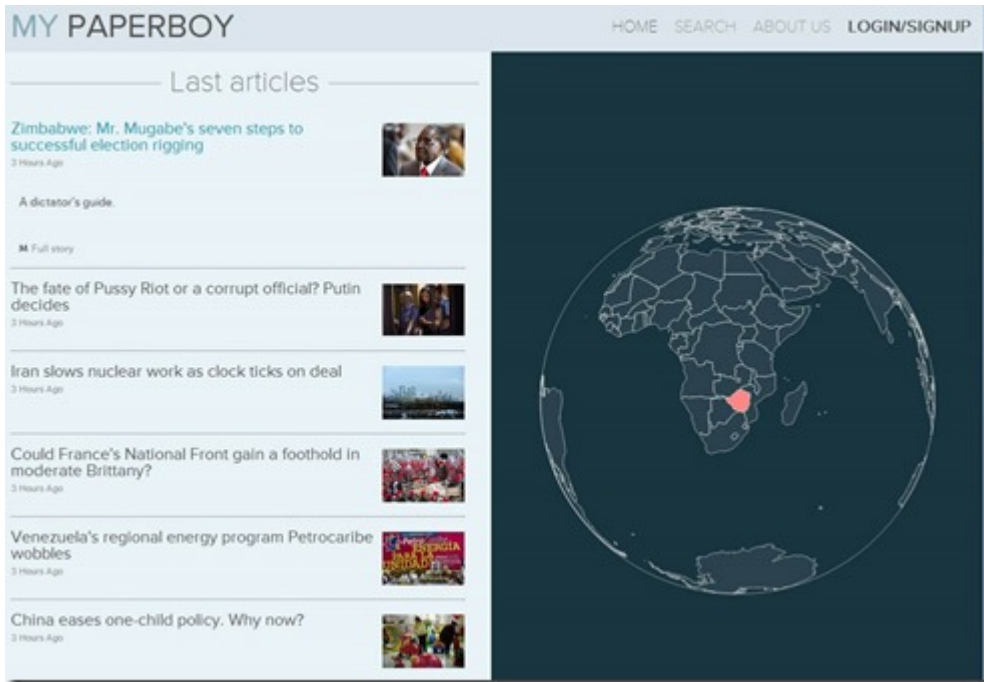 MY PAPERBOY
HOME SEARCH ABOUT US LOGIN/SIGNUP
Last articles
Zimbabwe: Mr. Mugabe's seven steps to
successful election rigging
3 Hours Ago
A dictator's guide.
M Full story
The fate of Pussy Riot or a corrupt official? Putin
decides
3 Hours Ago
Iran slows nuclear work as clock ticks on deal
3 Hours Ago
Could France's National Front gain a foothold in
moderate Brittany?
3 Hours Ago
Venezuela's regional energy program Petrocaribe
wobbles
3 Hours Ago
ENERGIA
PARA LA
UNIDAD
China eases one-child policy. Why now?
3 Hours Ago